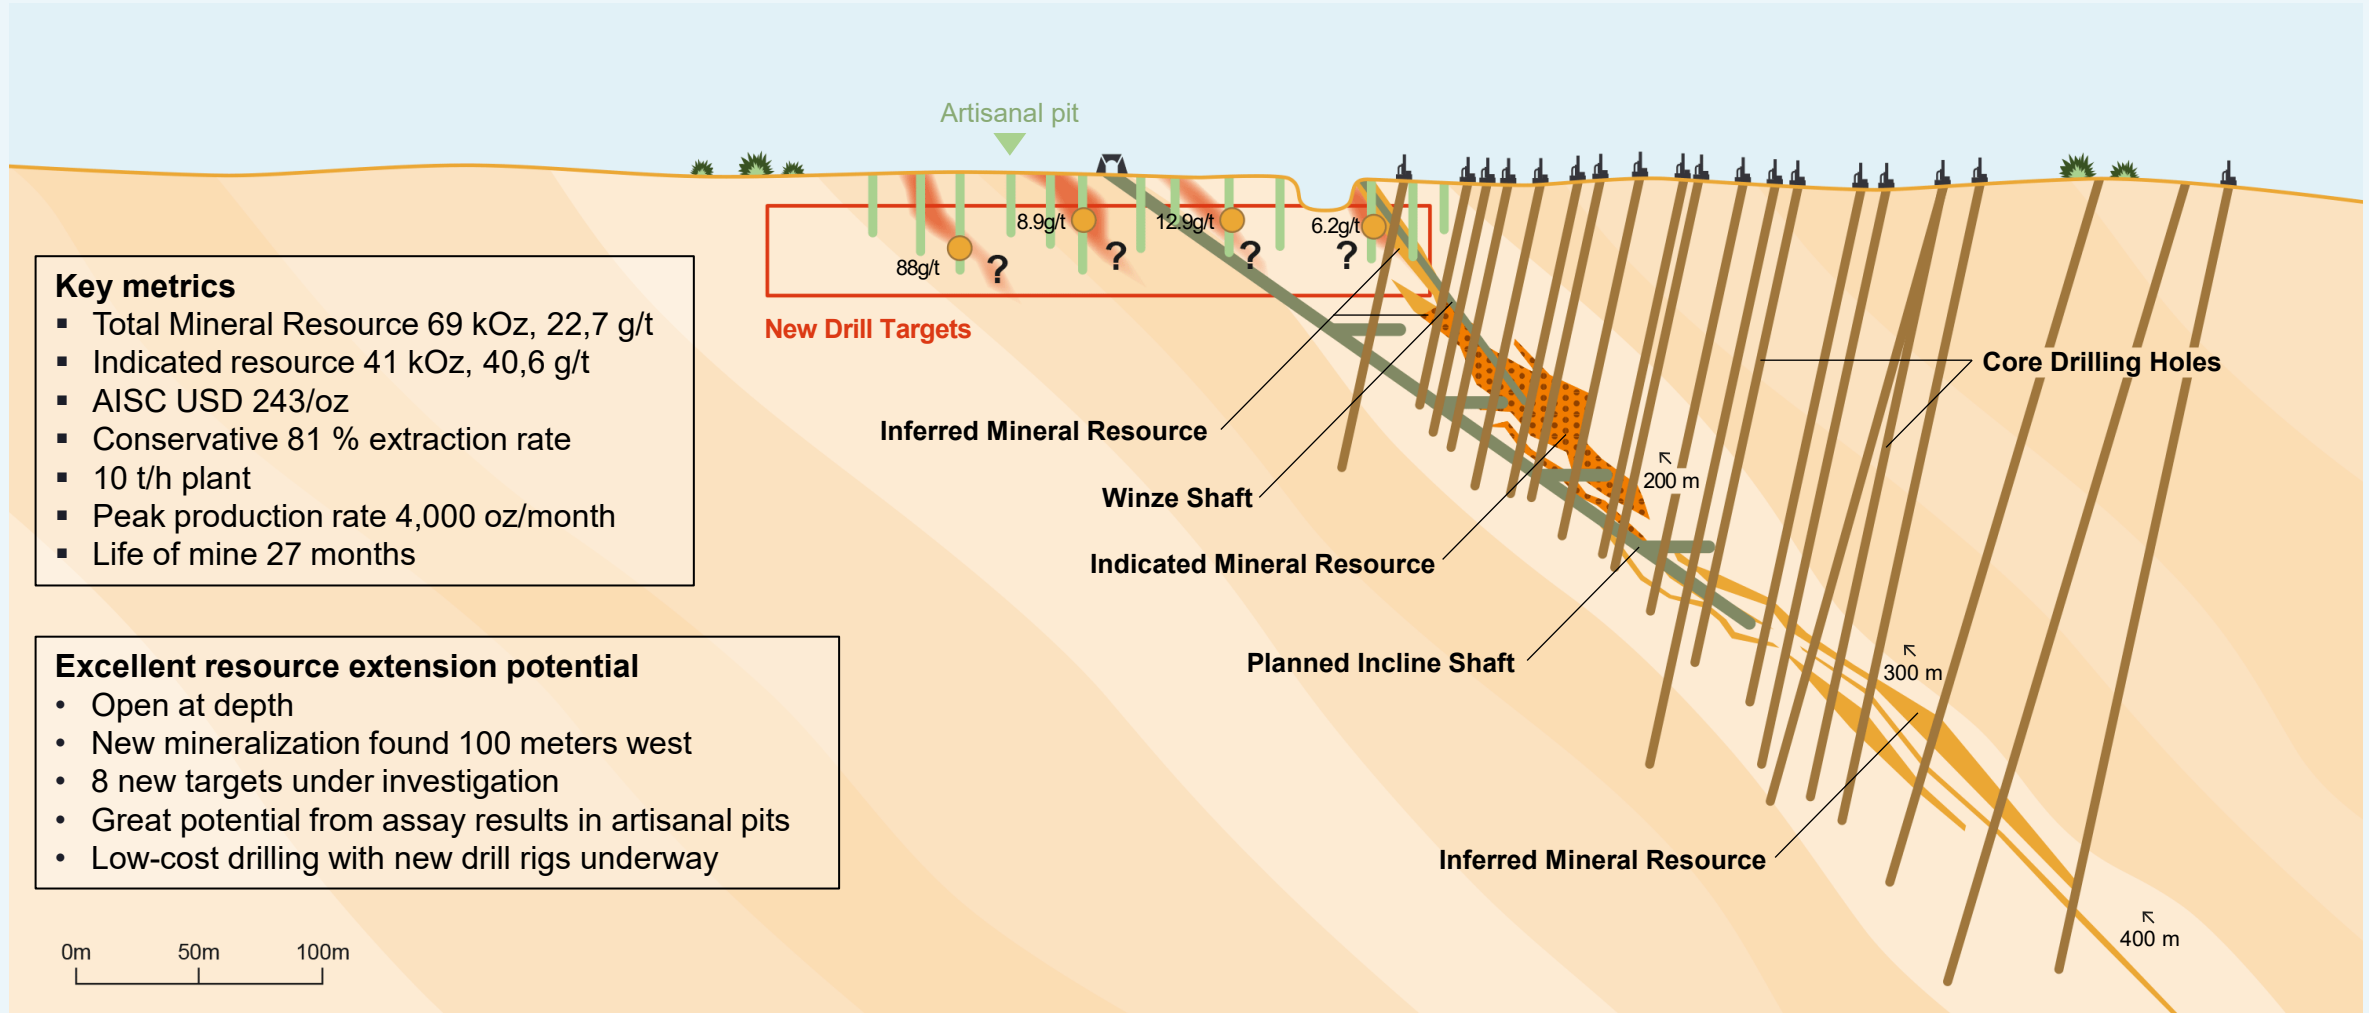 Artisanal pit
8.9g/t
12.9g/t
6.2g/t
88g/t
?
?
?
?
New Drill Targets
Key metrics
▪ Total Mineral Resource 69 kOz, 22,7 g/t
▪ Indicated resource 41 kOz, 40,6 g/t
▪ AISC USD 243/oz
▪ Conservative 81 % extraction rate
▪ 10 t/h plant
▪ Peak production rate 4,000 oz/month
▪ Life of mine 27 months
Core Drilling Holes
Inferred Mineral Resource
Winze Shaft
200 m
Indicated Mineral Resource
Planned Incline Shaft
300 m
Inferred Mineral Resource
400 m
Excellent resource extension potential
• Open at depth
• New mineralization found 100 meters west
• 8 new targets under investigation
• Great potential from assay results in artisanal pits
• Low-cost drilling with new drill rigs underway
0m 50m 100m